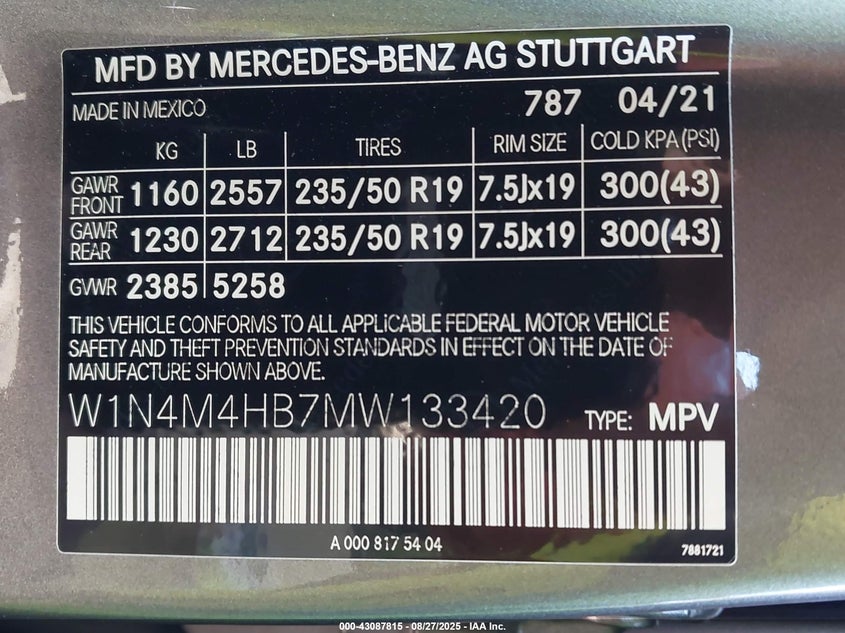 MFD BY MERCEDES-BENZ AG STUTTGART
MADE IN MEXICO 787 04/21
KG LB TIRES RIM SIZE COLD KPA (PSI)
GAWR FRONT 1160 2557 235/50 R19 7.5Jx19 300(43)
GAWR REAR 1230 2712 235/50 R19 7.5Jx19 300(43)
GVWR 2385 5258
THIS VEHICLE CONFORMS TO ALL APPLICABLE FEDERAL MOTOR VEHICLE
SAFETY AND THEFT PREVENTION STANDARDS IN EFFECT ON THE DATE OF
MANUFACTURE SHOWN ABOVE.
W1N4M4HB7MW133420 TYPE: MPV
A 000 817 54 04 7881721
000-43087815 - 08/27/2025 - IAA Inc.